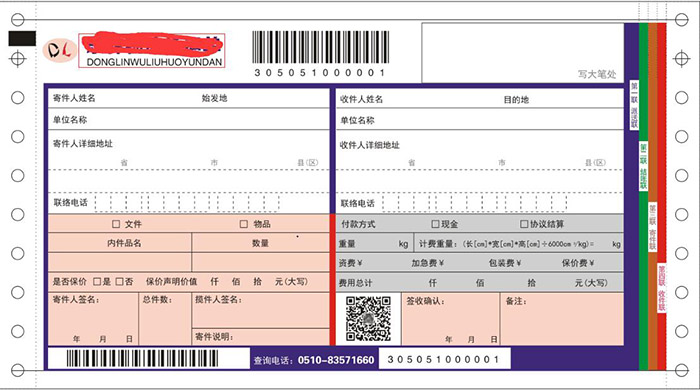 DL
DONGLINWULIUHUOYUNDAN
305051000001
写大笔处
寄件人姓名 始发地
单位名称
寄件人详细地址
省 市 县(区)
联络电话
收件人姓名 目的地
单位名称
收件人详细地址
省 市 县(区)
联络电话
□文件 □物品
内件品名 数量
是否保价 □是 □否 保价声明价值 仟 佰 拾 元(大写)
寄件人签名:
年 月 日
总件数:
揽件人签名:
寄件说明:
付款方式 □现金 □协议结算
重量 kg 计费重量:(长[cm]*宽[cm]*高[cm]÷6000cm³/kg)= kg
资费¥ 加急费¥ 包装费¥ 保价费¥
费用总计 仟 佰 拾 元(大写)
签收确认:
年 月 日
备注:
查询电话:0510-83571660
305051000001
第一联 派送联
第二联 结账联
第三联 寄件联
第四联 收件联